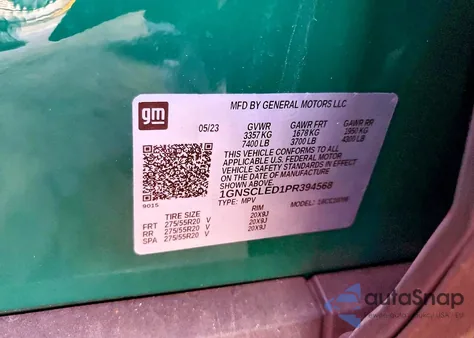 gm
MFD BY GENERAL MOTORS LLC
05/23 GVWR GAWR FRT GAWR RR
3357 KG 1678 KG 1950 KG
7400 LB 3700 LB 4300 LB
THIS VEHICLE CONFORMS TO ALL
APPLICABLE U.S. FEDERAL MOTOR
VEHICLE SAFETY STANDARDS IN EFFECT
ON THE DATE OF MANUFACTURE
1GNSCLED1PR394568
9015
TYPE: MPV MODEL:
TIRE SIZE RIM
FRT 275/55R20 V 20X9J
RR 275/55R20 V 20X9J
SPA 275/55R20 V 20X9J
autoSnap